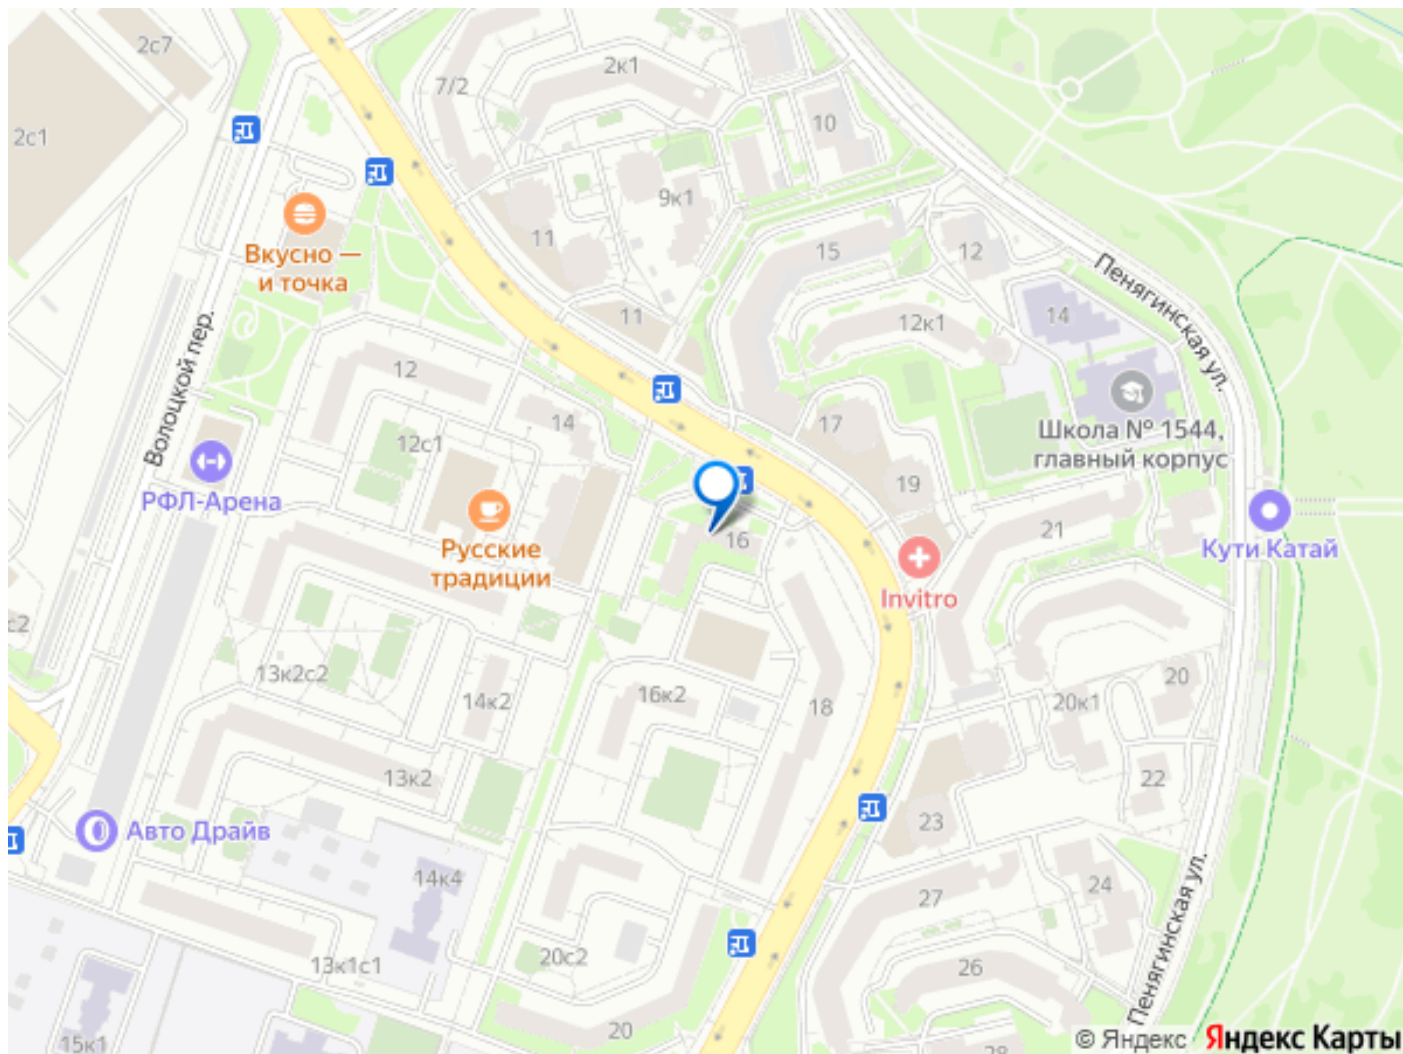 2с7
2к1
7/2
2с1
10
9к1
Вкусно —
и точка
11
15
12
Пенягинская ул.
11
14
12к1
Волоцкой пер.
12
14
17
Школа № 1544,
главный корпус
12с1
РФЛ-Арена
19
Русские
традиции
16
21
Кути Катай
Invitro
с2
13к2с2
14к2
16к2
18
20к1
20
13к2
22
Авто Драйв
23
14к4
24
27
Пенягинская ул.
13к1с1
20с2
26
20
15к1
28
© Яндекс
Яндекс Карты